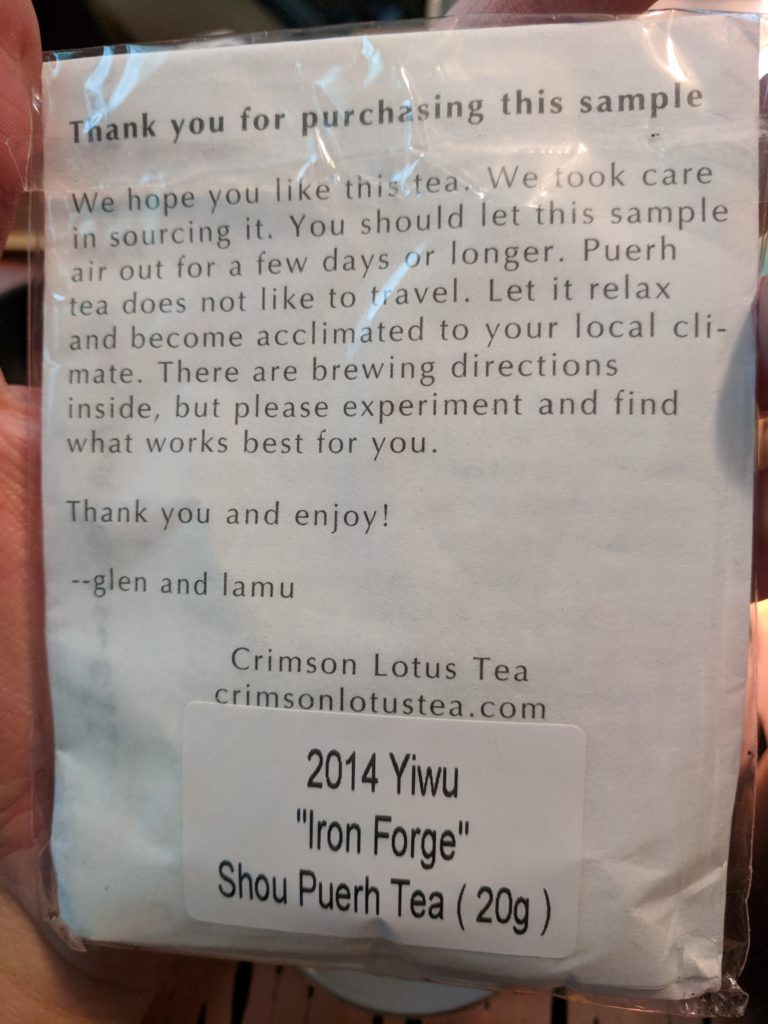 Thank you for purchasing this sample
We hope you like this tea. We took care
in sourcing it. You should let this sample
air out for a few days or longer. Puerh
tea does not like to travel. Let it relax
and become acclimated to your local cli-
mate. There are brewing directions
inside, but please experiment and find
what works best for you.
Thank you and enjoy!
--glen and lamu
Crimson Lotus Tea
crimsonlotustea.com
2014 Yiwu
"Iron Forge"
Shou Puerh Tea ( 20g )